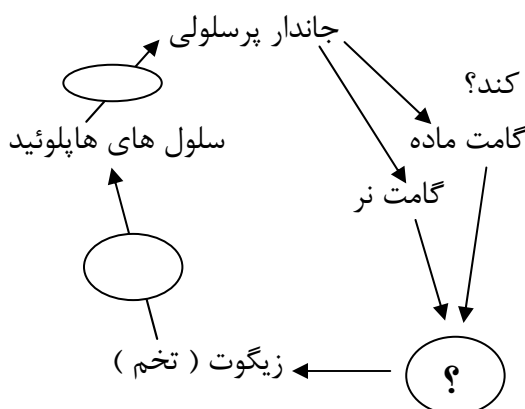 جاندار پرسلولی
کند؟
گامت ماده
سلول های هاپلوئید
گامت نر
زیگوت ( تخم )
؟